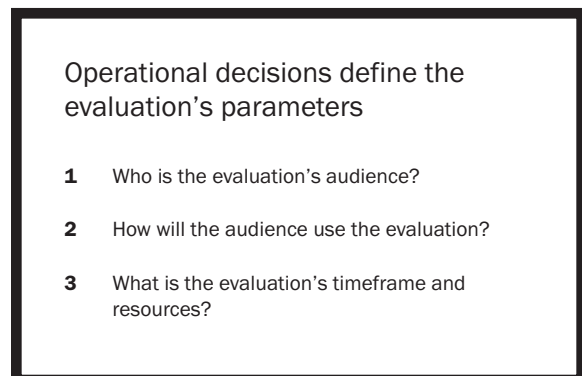 Operational decisions define the
evaluation’s parameters
1 Who is the evaluation’s audience?
2 How will the audience use the evaluation?
3 What is the evaluation’s timeframe and
resources?